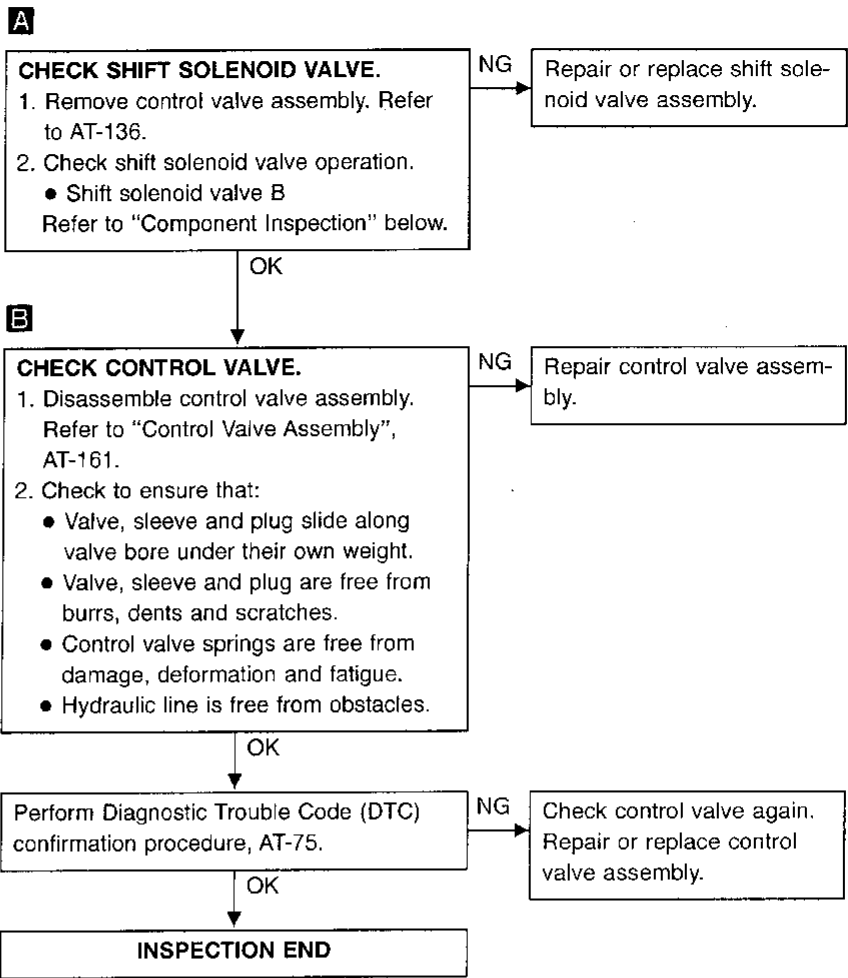 A
CHECK SHIFT SOLENOID VALVE.
1. Remove control valve assembly. Refer
to AT-136.
2. Check shift solenoid valve operation.
● Shift solenoid valve B
Refer to "Component Inspection" below.
NG
Repair or replace shift sole-
noid valve assembly.
OK
B
CHECK CONTROL VALVE.
1. Disassemble control valve assembly.
Refer to "Control Valve Assembly",
AT-161.
2. Check to ensure that:
● Valve, sleeve and plug slide along
valve bore under their own weight.
● Valve, sleeve and plug are free from
burrs, dents and scratches.
● Control valve springs are free from
damage, deformation and fatigue.
● Hydraulic line is free from obstacles.
NG
Repair control valve assem-
bly.
OK
Perform Diagnostic Trouble Code (DTC)
confirmation procedure, AT-75.
NG
Check control valve again.
Repair or replace control
valve assembly.
OK
INSPECTION END